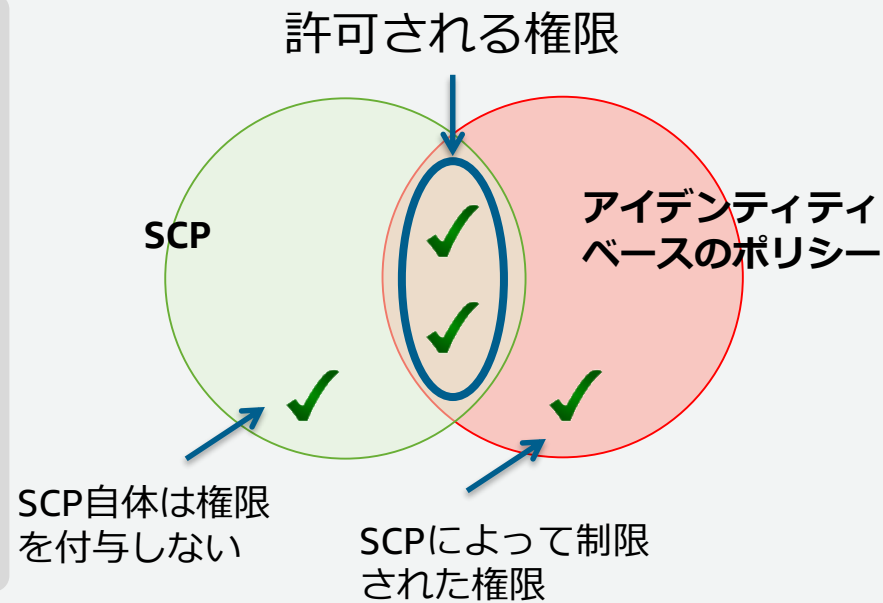 許可される権限
SCP
アイデンティティ
ベースのポリシー
SCP自体は権限
を付与しない
SCPによって制限
された権限